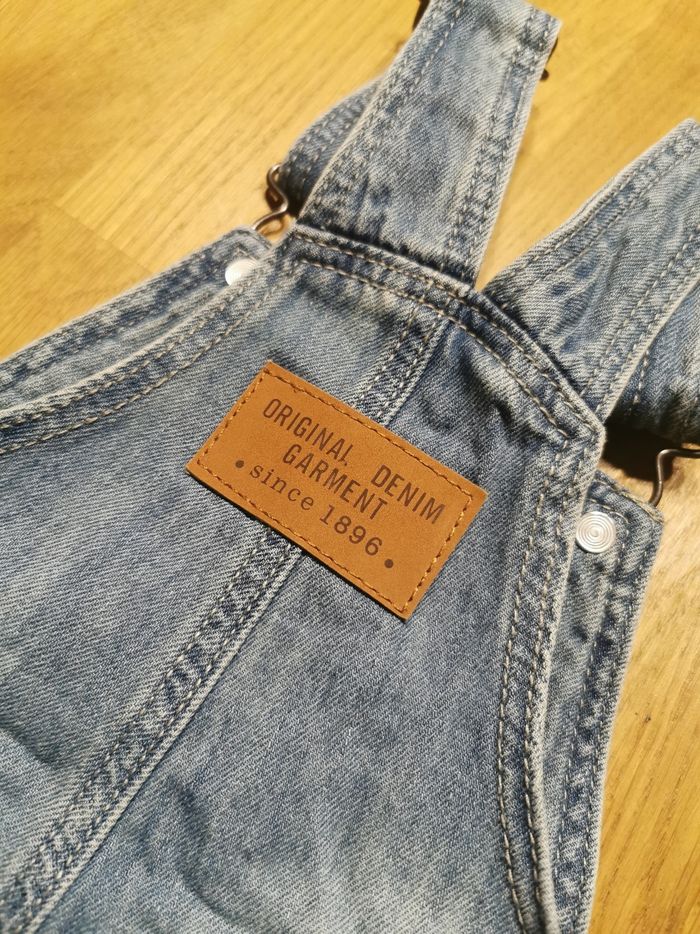 ORIGINAL DENIM
GARMENT
• since 1896 •